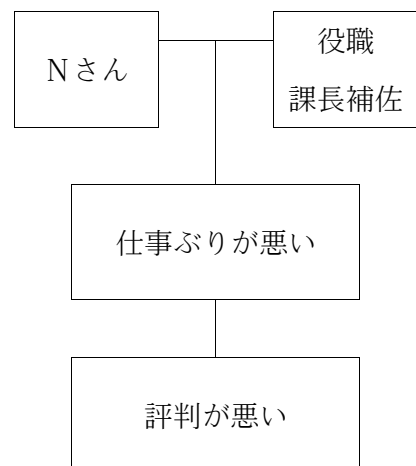 Ｎさん
役職
課長補佐
仕事ぶりが悪い
評判が悪い